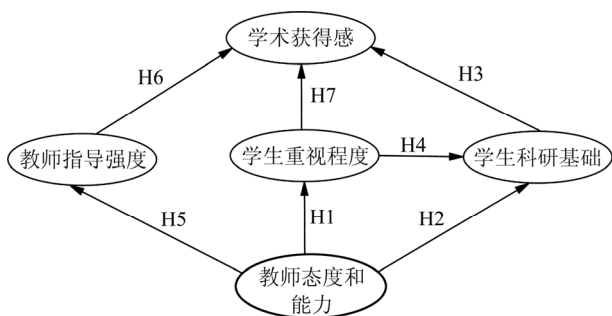 学术获得感
H6
H3
H7
教师指导强度
学生重视程度
H4
学生科研基础
H5
H1
H2
教师态度和
能力